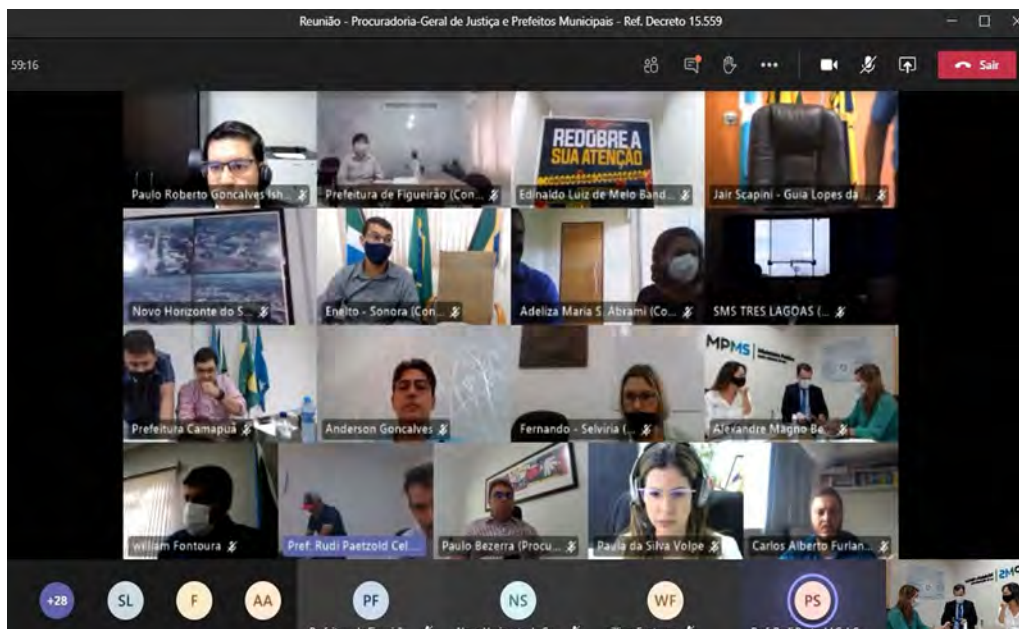 Reunião - Procuradoria-Geral de Justiça e Prefeitos Municipais - Ref. Decreto 15.559
59:16
Sair
REDOBRE A
SUA ATENÇÃO
Paulo Roberto Goncalves Ish...
Prefeitura de Figueirão (Con...
Edinaldo Luiz de Melo Band...
Jair Scapini - Guia Lopes da ...
Novo Horizonte do S...
Enelto - Sonora (Con...
Adeliza Maria S. Abrami (Co...
SMS TRES LAGOAS (...
MPMS
Prefeitura Camapuã
Anderson Goncalves
Fernando - Selvíria (...
Alexandre Magno Be...
William Fontoura
Pref. Rudi Paetzold Cel....
Paulo Bezerra (Procu...
Paula da Silva Volpe
Carlos Alberto Furlan...
+28
SL
F
AA
PF
NS
WF
PS